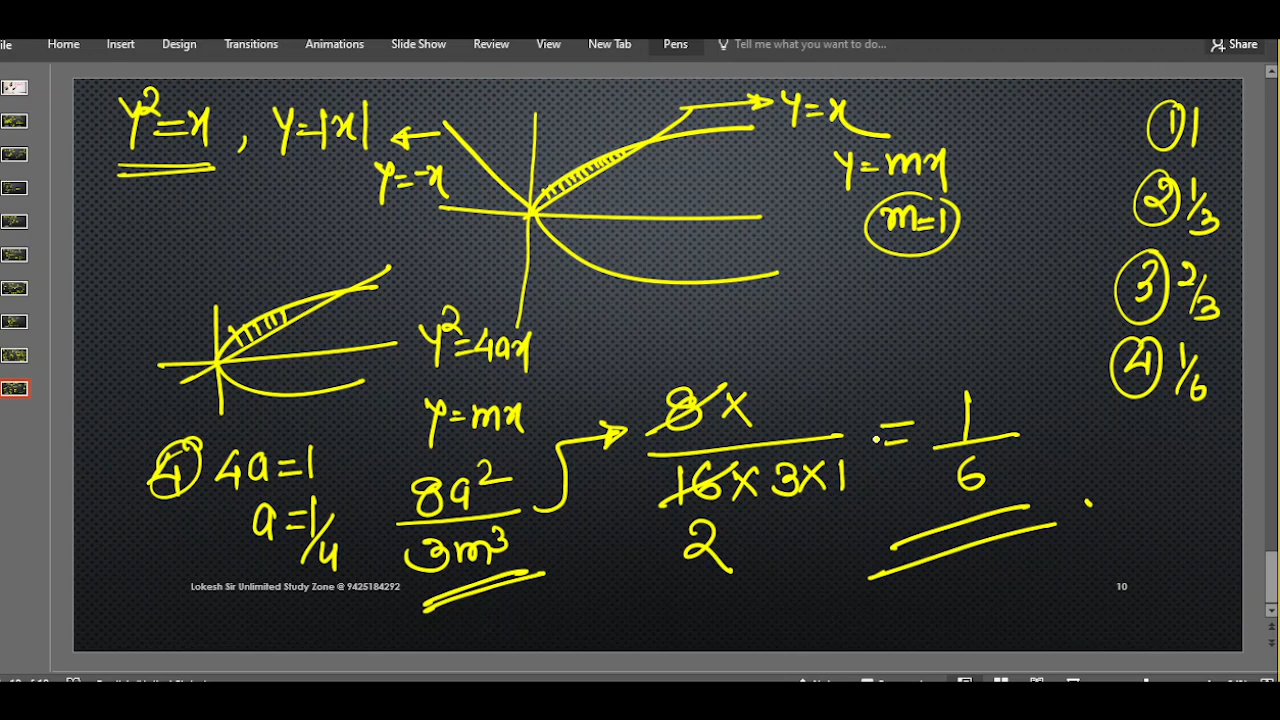 File Home Insert Design Transitions Animations Slide Show Review View New Tab Pens Tell me what you want to do... Share
y²=x , y=|x|
y=-x
y=x
y=mx
m=1
① 1
② 1/3
③ 2/3
④ 1/6
y²=4ax
y=mx
④ 4a=1
a=1/4
8a²/3m³
8×/16×3×1 = 1/6
2
Lokesh Sir Unlimited Study Zone @ 9425184292
10